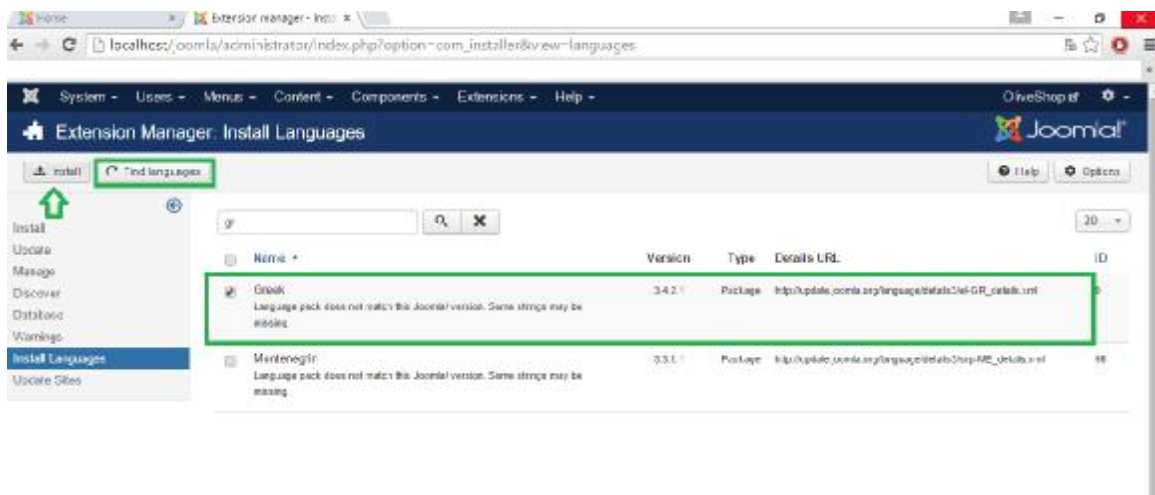 Home
Extension manager - Insta
localhost/joomla/administrator/index.php?option=com_installer&view=languages
System Users Menus Content Components Extensions Help OliveShop
Extension Manager: Install Languages Joomla!
Install Find languages Help Options
gr 20
Install
Update
Manage
Discover
Database
Warnings
Install Languages
Update Sites
Name Version Type Details URL ID
Greek 3.4.2.1 Package http://update.joomla.org/language/details3/el-GR_details.xml
Language pack does not match this Joomla! version. Some strings may be
missing.
Montenegrin 3.3.1.1 Package http://update.joomla.org/language/details3/srp-ME_details.xml
Language pack does not match this Joomla! version. Some strings may be
missing.